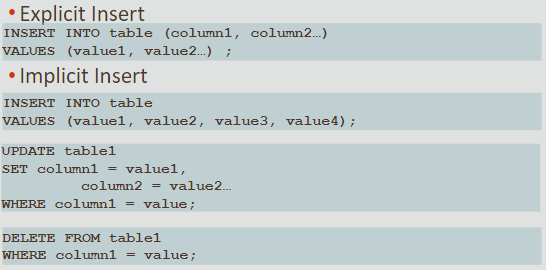 • Explicit Insert
INSERT INTO table (column1, column2…)
VALUES (value1, value2…) ;
• Implicit Insert
INSERT INTO table
VALUES (value1, value2, value3, value4);
UPDATE table1
SET column1 = value1,
column2 = value2…
WHERE column1 = value;
DELETE FROM table1
WHERE column1 = value;